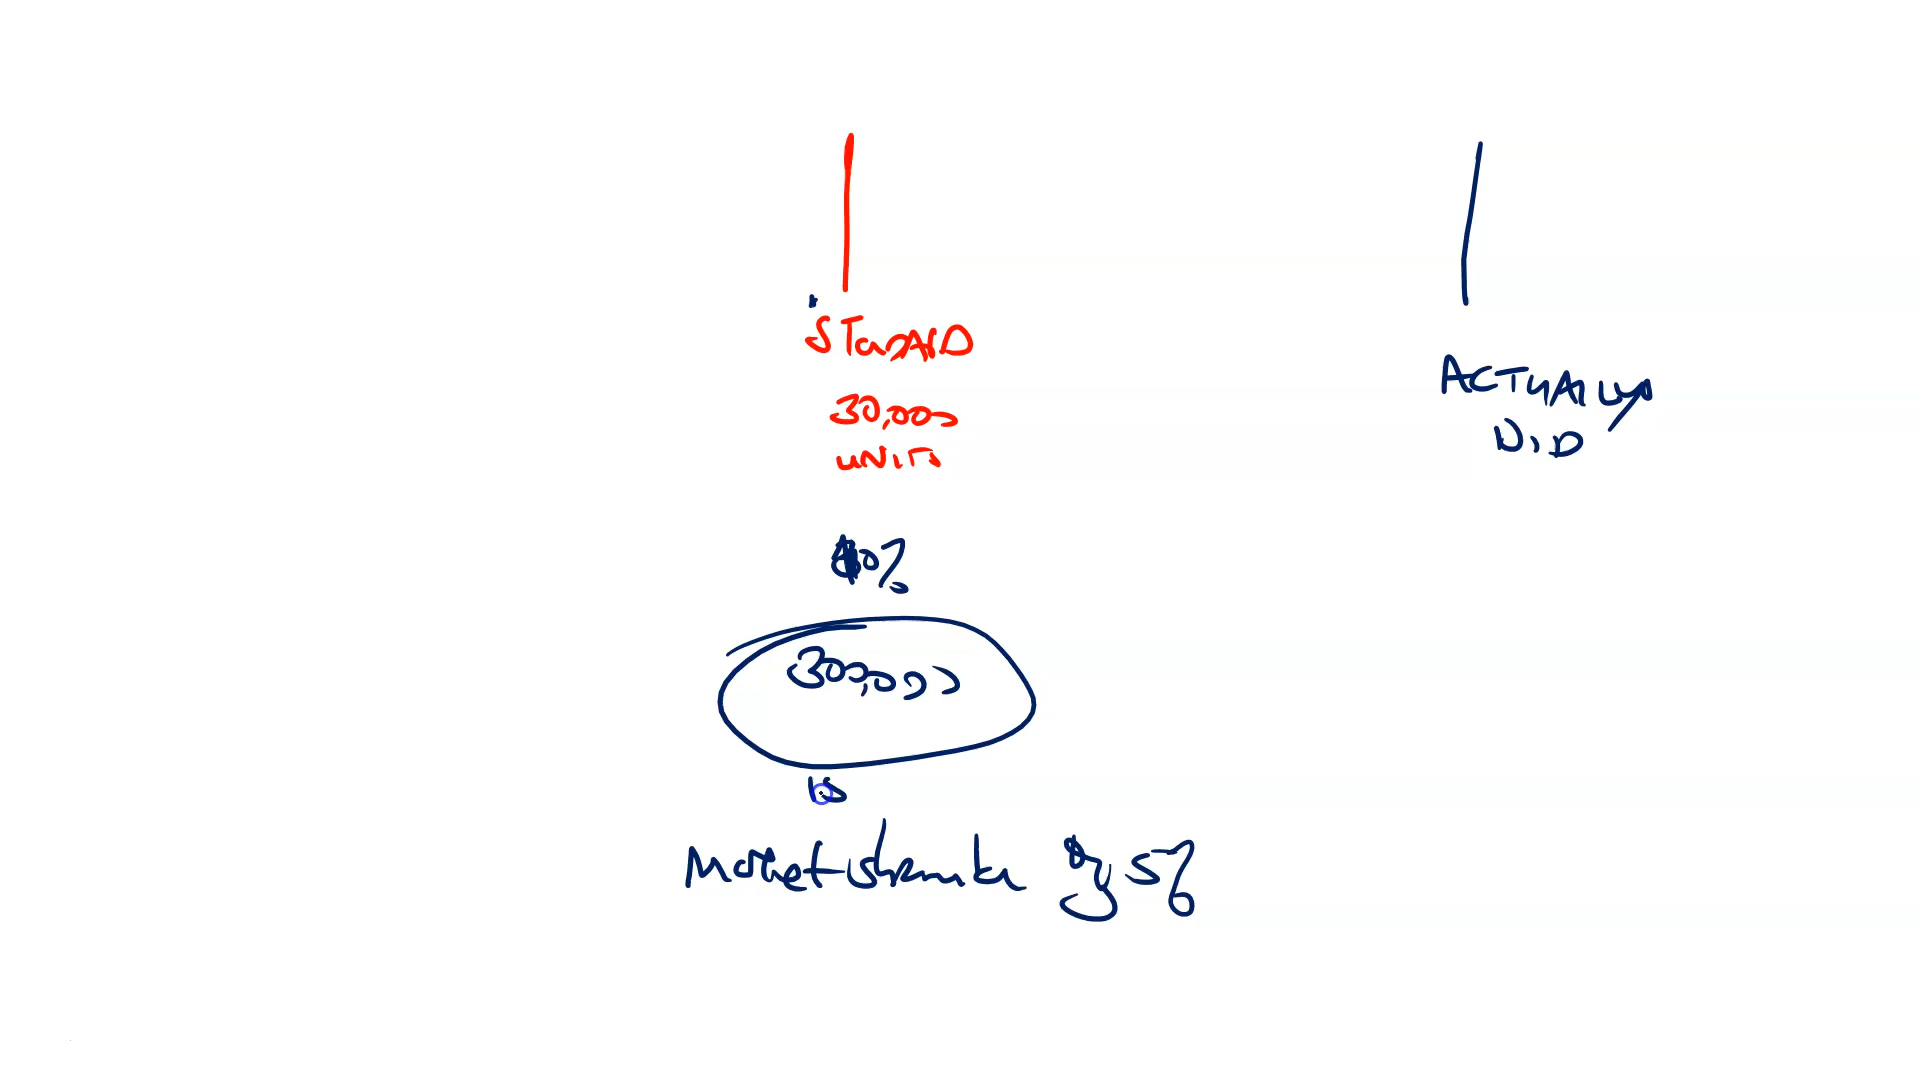 STANDARD
30,000
UNITS
ACTUALLY
DID
10%
300,000
Market shrunk by 5%